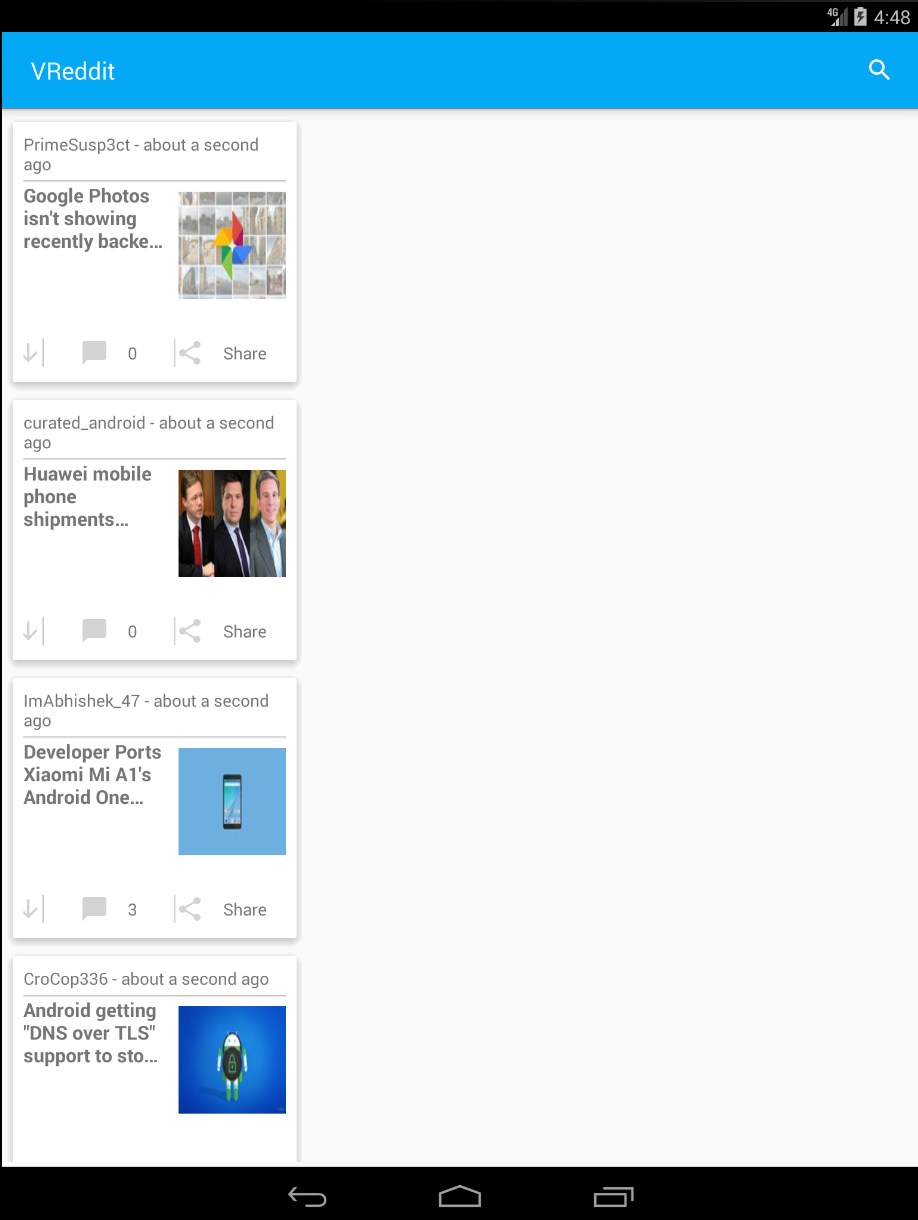 4G 4:48
VReddit
PrimeSusp3ct - about a second
ago
Google Photos
isn't showing
recently backe…
0 Share
curated_android - about a second
ago
Huawei mobile
phone
shipments…
0 Share
ImAbhishek_47 - about a second
ago
Developer Ports
Xiaomi Mi A1's
Android One…
3 Share
CroCop336 - about a second ago
Android getting
"DNS over TLS"
support to sto…